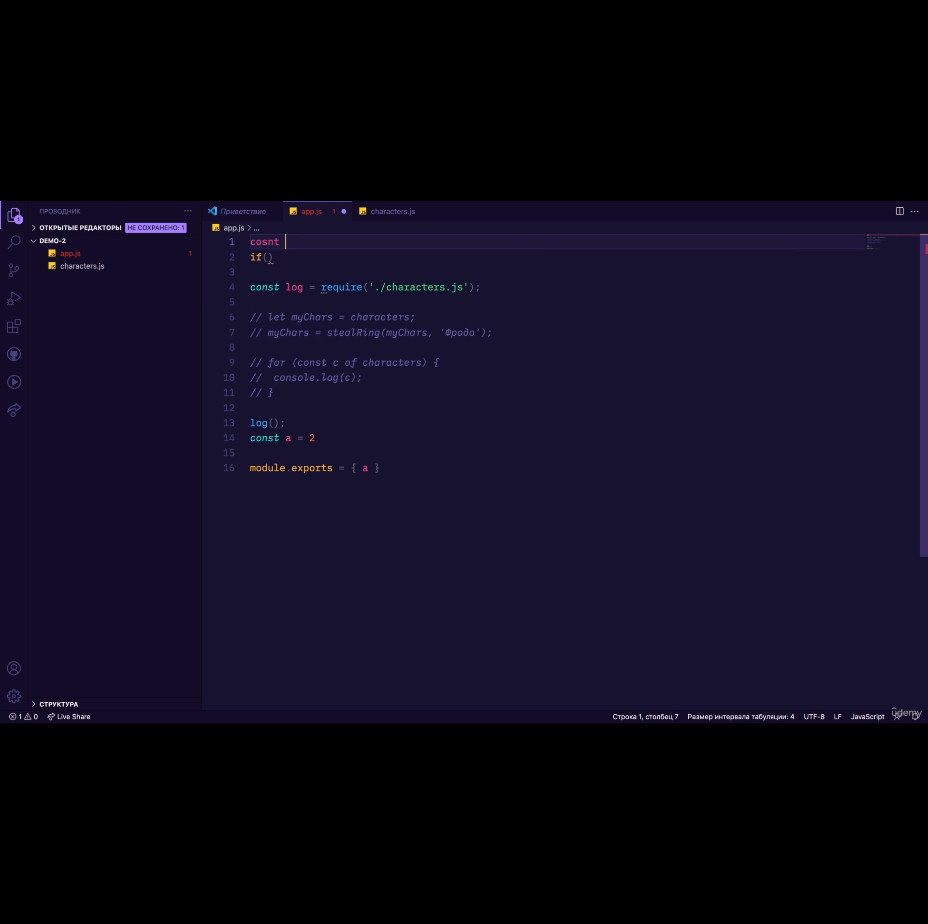 ПРОВОДНИК
ОТКРЫТЫЕ РЕДАКТОРЫ НЕ СОХРАНЕНО: 1
DEMO-2
app.js 1
characters.js
СТРУКТУРА
Приветствие app.js 1 characters.js
app.js > ...
1 cosnt
2 if()
3
4 const log = require('./characters.js');
5
6 // let myChars = characters;
7 // myChars = stealRing(myChars, 'Фродо');
8
9 // for (const c of characters) {
10 //  console.log(c);
11 // }
12
13 log();
14 const a = 2
15
16 module.exports = { a }
1 0 Live Share Строка 1, столбец 7 Размер интервала табуляции: 4 UTF-8 LF JavaScript
ûdemy